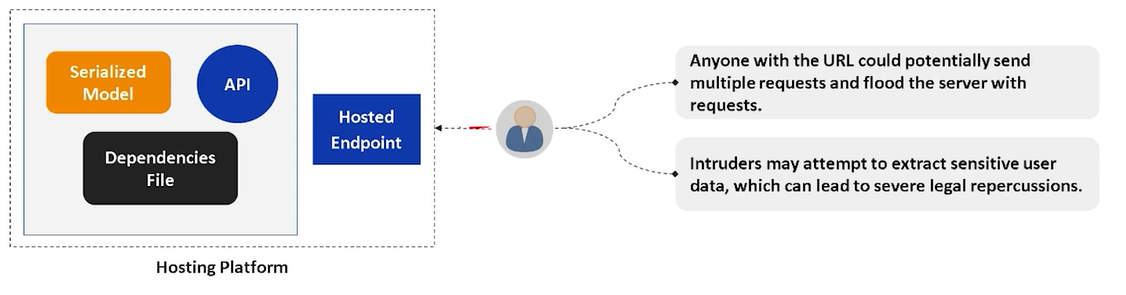 Serialized
Model
API
Dependencies
File
Hosted
Endpoint
Hosting Platform
Anyone with the URL could potentially send
multiple requests and flood the server with
requests.
Intruders may attempt to extract sensitive user
data, which can lead to severe legal repercussions.